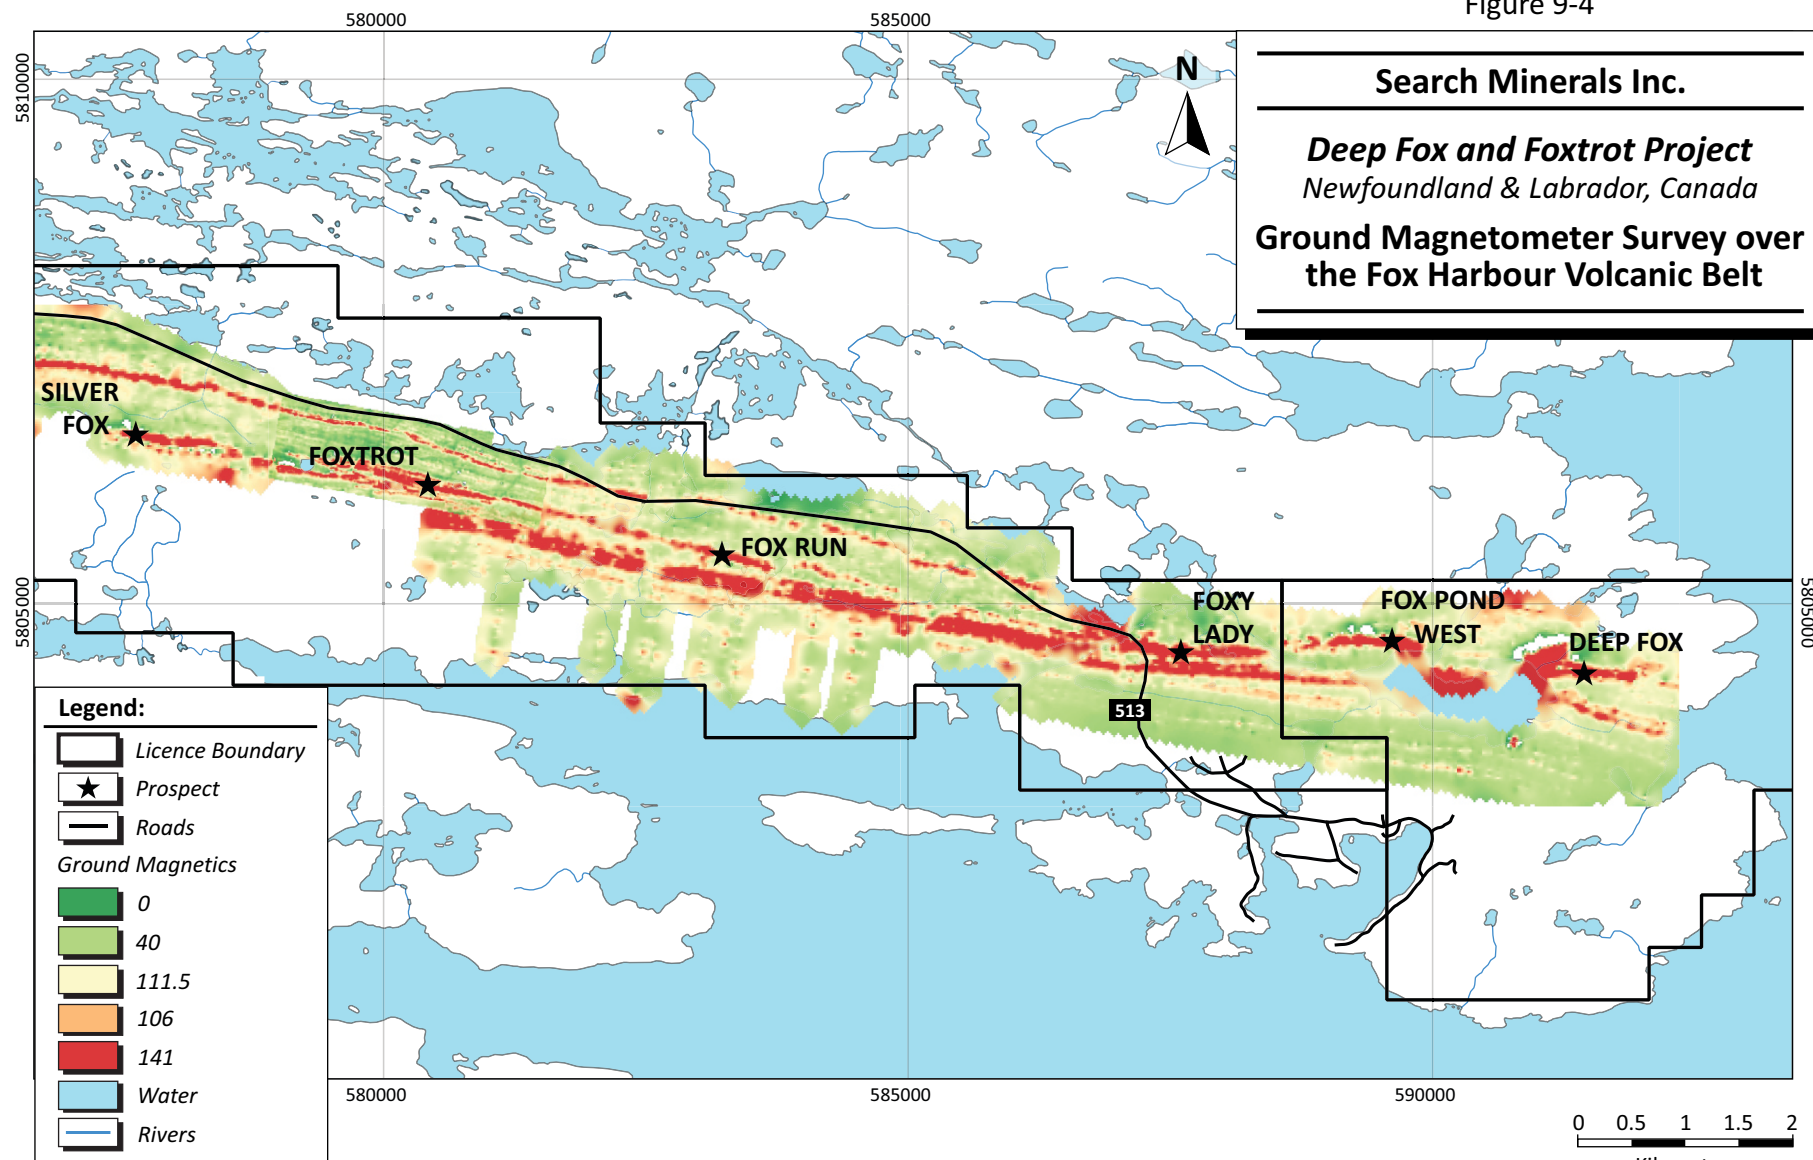 Figure 9-4
580000
585000
5810000
N
Search Minerals Inc.
Deep Fox and Foxtrot Project
Newfoundland & Labrador, Canada
Ground Magnetometer Survey over
the Fox Harbour Volcanic Belt
SILVER
FOX
FOXTROT
FOX RUN
FOXY
LADY
FOX POND
WEST
DEEP FOX
5805000
5805000
513
Legend:
Licence Boundary
Prospect
Roads
Ground Magnetics
0
40
111.5
106
141
Water
Rivers
580000
585000
590000
0 0.5 1 1.5 2